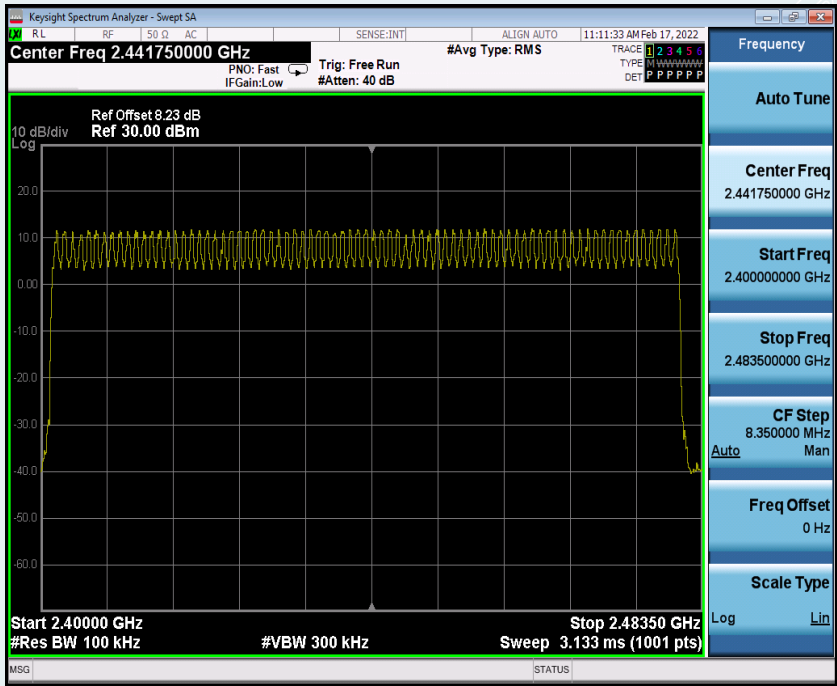 Keysight Spectrum Analyzer - Swept SA
LXI RL RF 50 Ω AC SENSE:INT ALIGN AUTO 11:11:33 AM Feb 17, 2022
Center Freq 2.441750000 GHz #Avg Type: RMS TRACE 1 2 3 4 5 6
PNO: Fast Trig: Free Run TYPE M WWWWW
IFGain:Low #Atten: 40 dB DET P P P P P P
Ref Offset 8.23 dB
10 dB/div Ref 30.00 dBm
Log
20.0
10.0
0.00
-10.0
-20.0
-30.0
-40.0
-50.0
-60.0
Start 2.40000 GHz Stop 2.48350 GHz
#Res BW 100 kHz #VBW 300 kHz Sweep 3.133 ms (1001 pts)
MSG STATUS
Frequency
Auto Tune
Center Freq
2.441750000 GHz
Start Freq
2.400000000 GHz
Stop Freq
2.483500000 GHz
CF Step
8.350000 MHz
Auto Man
Freq Offset
0 Hz
Scale Type
Log Lin